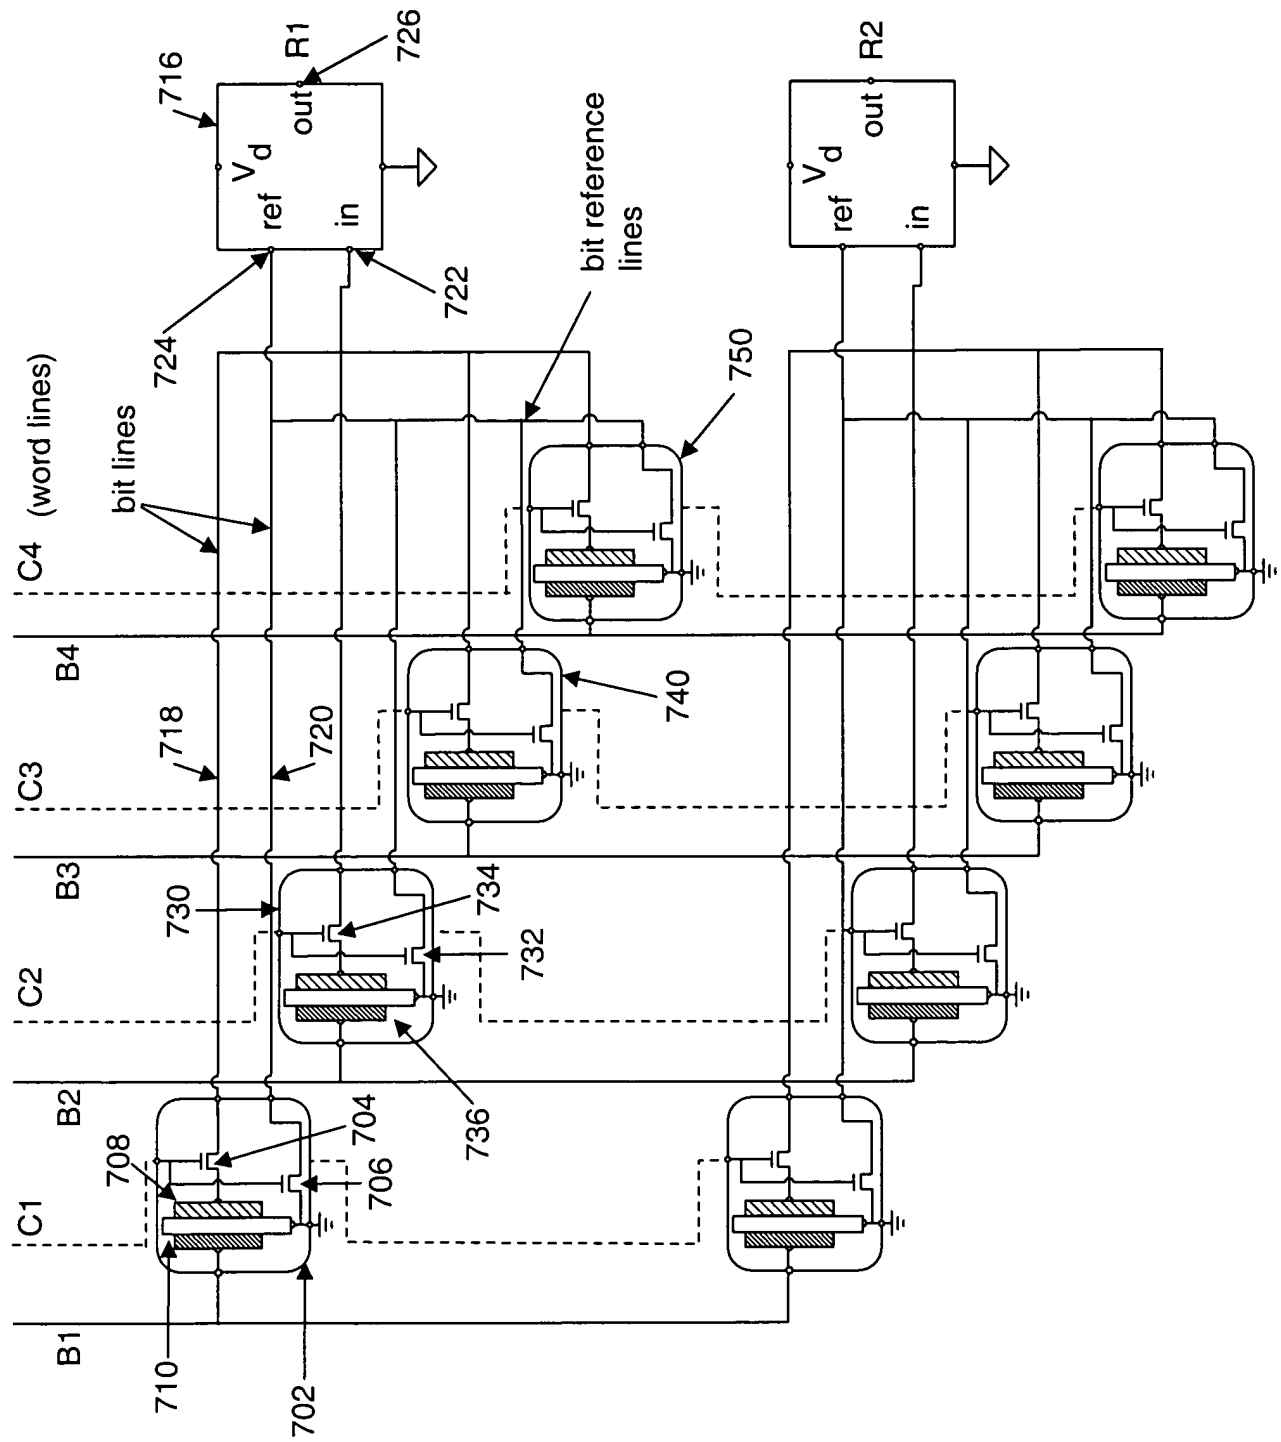 C4 (word lines)
bit lines
724
716
V d
ref
out
in
R1
726
722
bit reference
lines
750
B4
C3
718
720
740
B3
C2
730
734
732
736
B2
C1
708
704
706
710
702
B1
V d
ref
out
in
R2